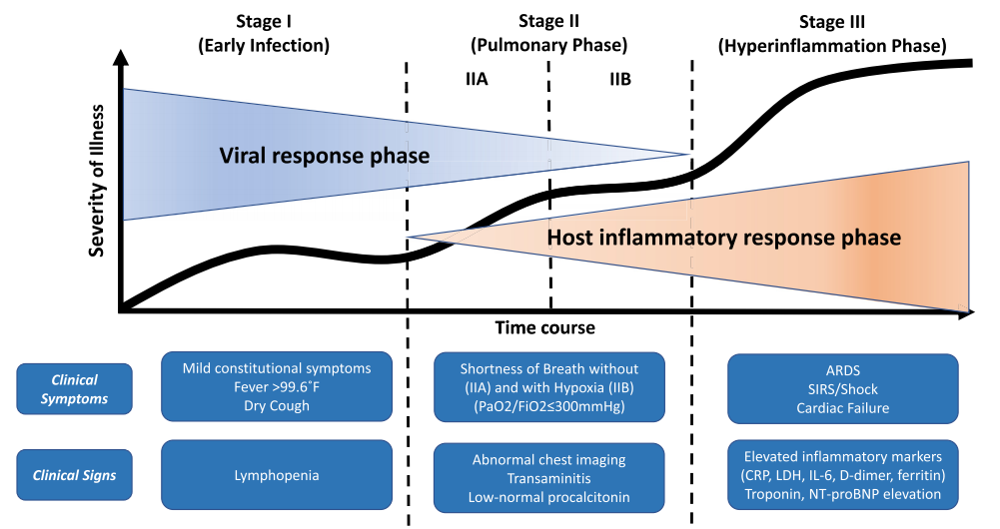 Stage I
(Early Infection)
Stage II
(Pulmonary Phase)
Stage III
(Hyperinflammation Phase)
IIA
IIB
Severity of Illness
Viral response phase
Host inflammatory response phase
Time course
Clinical
Symptoms
Mild constitutional symptoms
Fever >99.6˚F
Dry Cough
Shortness of Breath without
(IIA) and with Hypoxia (IIB)
(PaO2/FiO2≤300mmHg)
ARDS
SIRS/Shock
Cardiac Failure
Clinical Signs
Lymphopenia
Abnormal chest imaging
Transaminitis
Low-normal procalcitonin
Elevated inflammatory markers
(CRP, LDH, IL-6, D-dimer, ferritin)
Troponin, NT-proBNP elevation